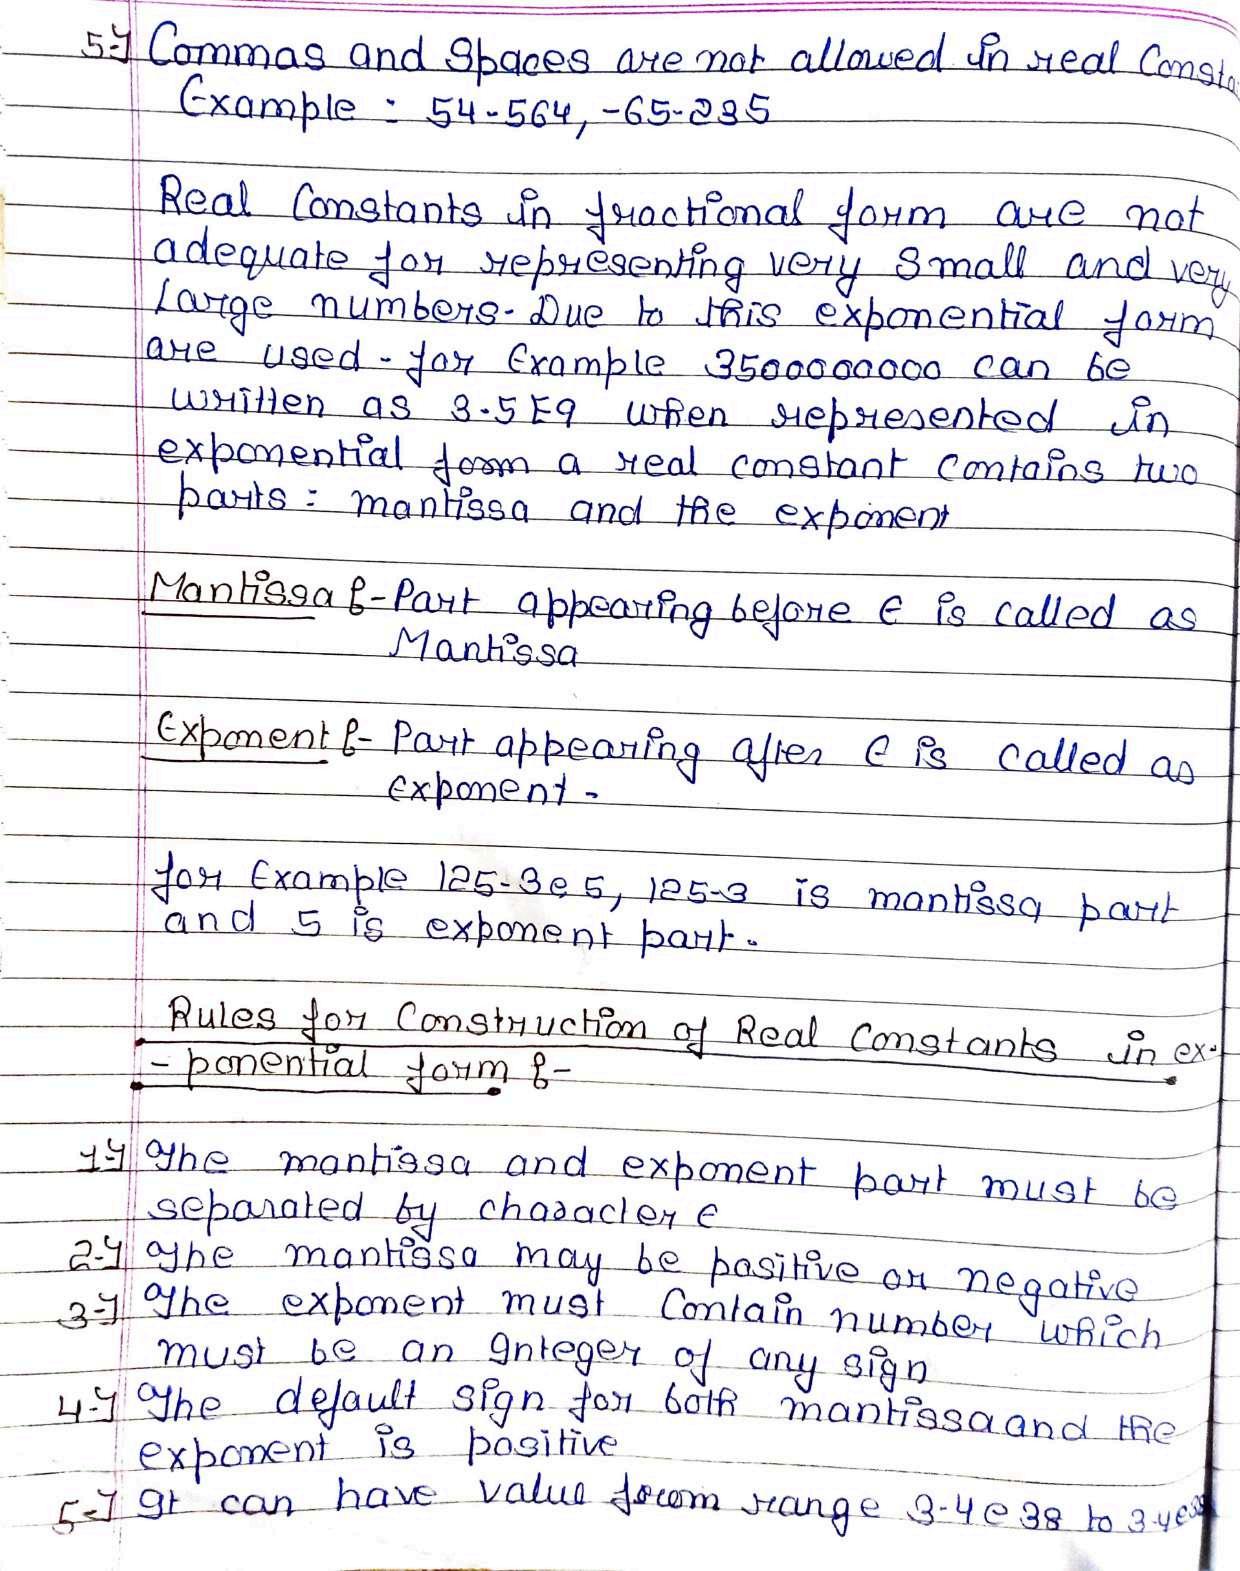 5-y Commas and Spaces are not allowed in real Consta
Example : 54.564, -65.235
Real Constants in fractional form are not
adequate for representing very Small and very
Large numbers. Due to this exponential form
are used. for Example 3500000000 can be
written as 3.5E9 when represented in
exponential form a real constant contains two
parts : mantissa and the exponent
Mantissa :- Part appearing before E is called as
Mantissa
Exponent :- Part appearing after E is called as
Exponent.
for Example 125.3e5, 125.3 is mantissa part
and 5 is exponent part.
Rules for Construction of Real Constants in ex-
-ponential form :-
1-y The mantissa and exponent part must be
separated by character E
2-y The mantissa may be positive or negative
3-y The exponent must Contain number which
must be an Integer of any sign
4-y The default sign for both mantissa and the
exponent is positive
5-y It can have value from range 3.4e38 to 3.4e38